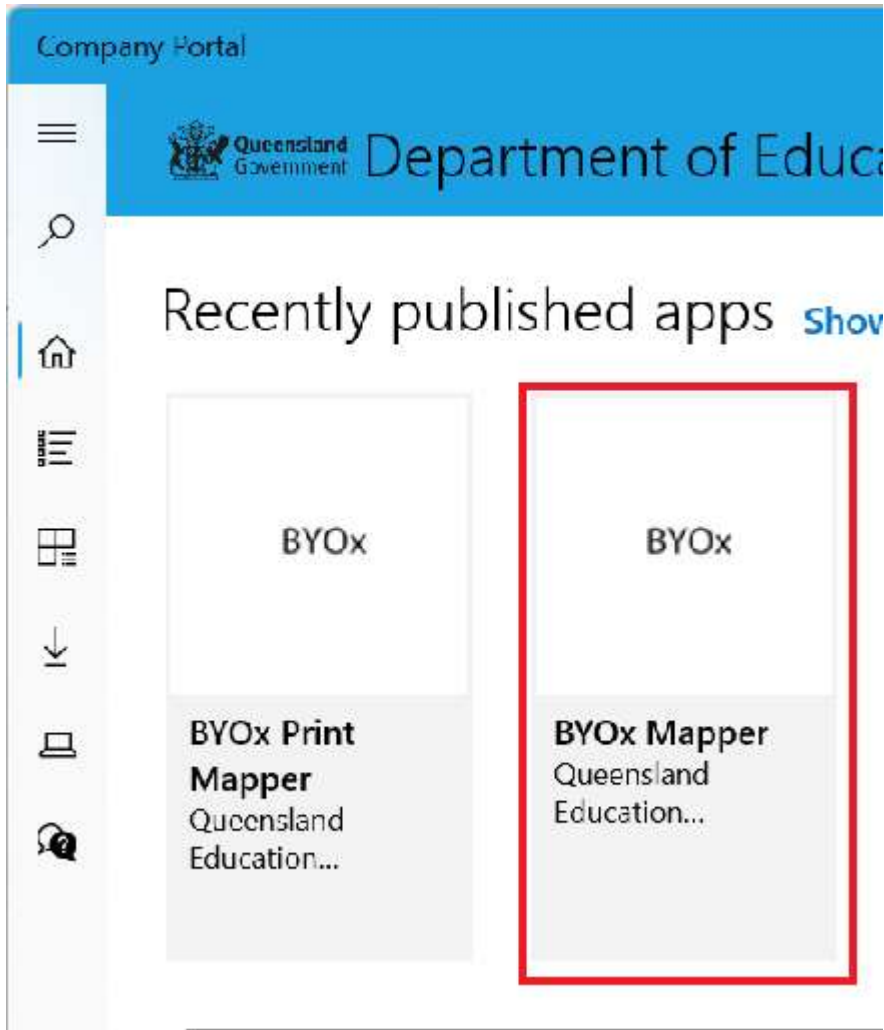 Company Portal
Queensland
Government
Department of Educa
Recently published apps Show
BYOx
BYOx
BYOx Print
Mapper
Queensland
Education...
BYOx Mapper
Queensland
Education...